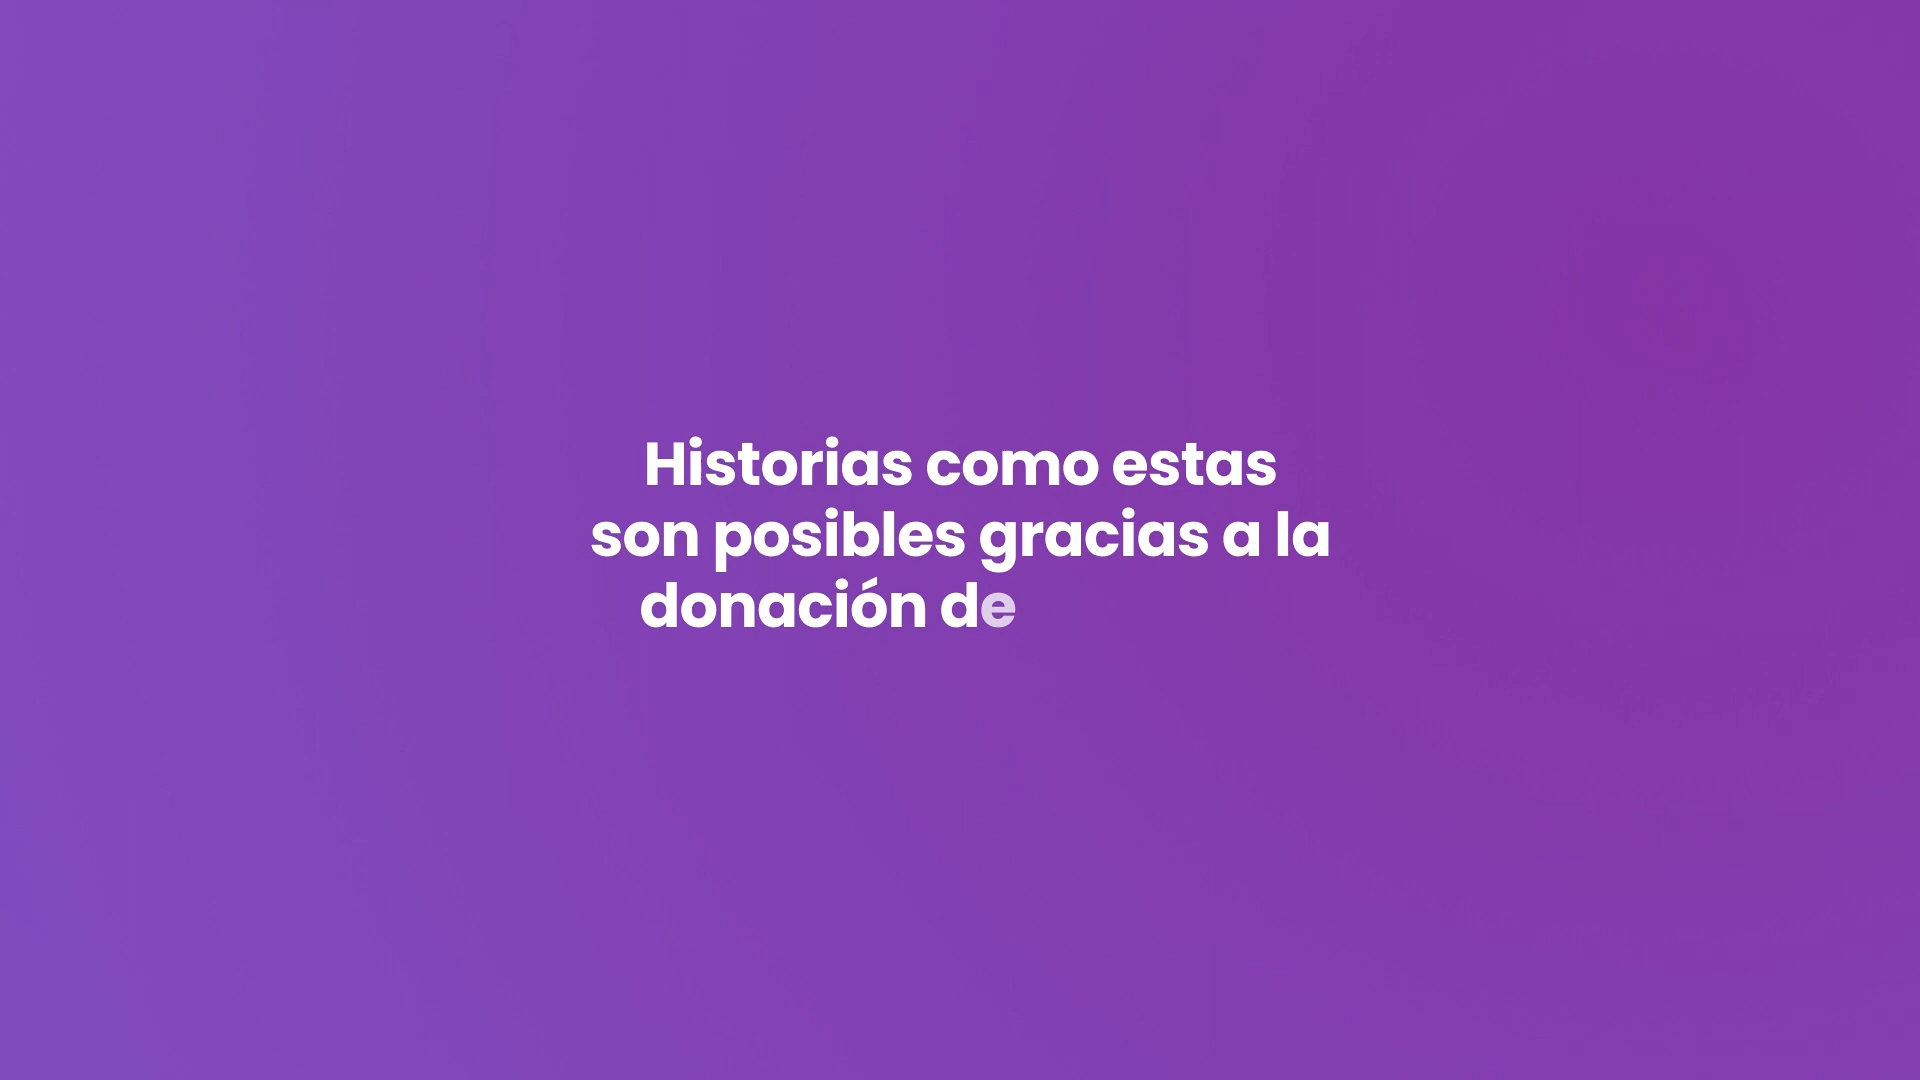 Historias como estas
son posibles gracias a la
donación de